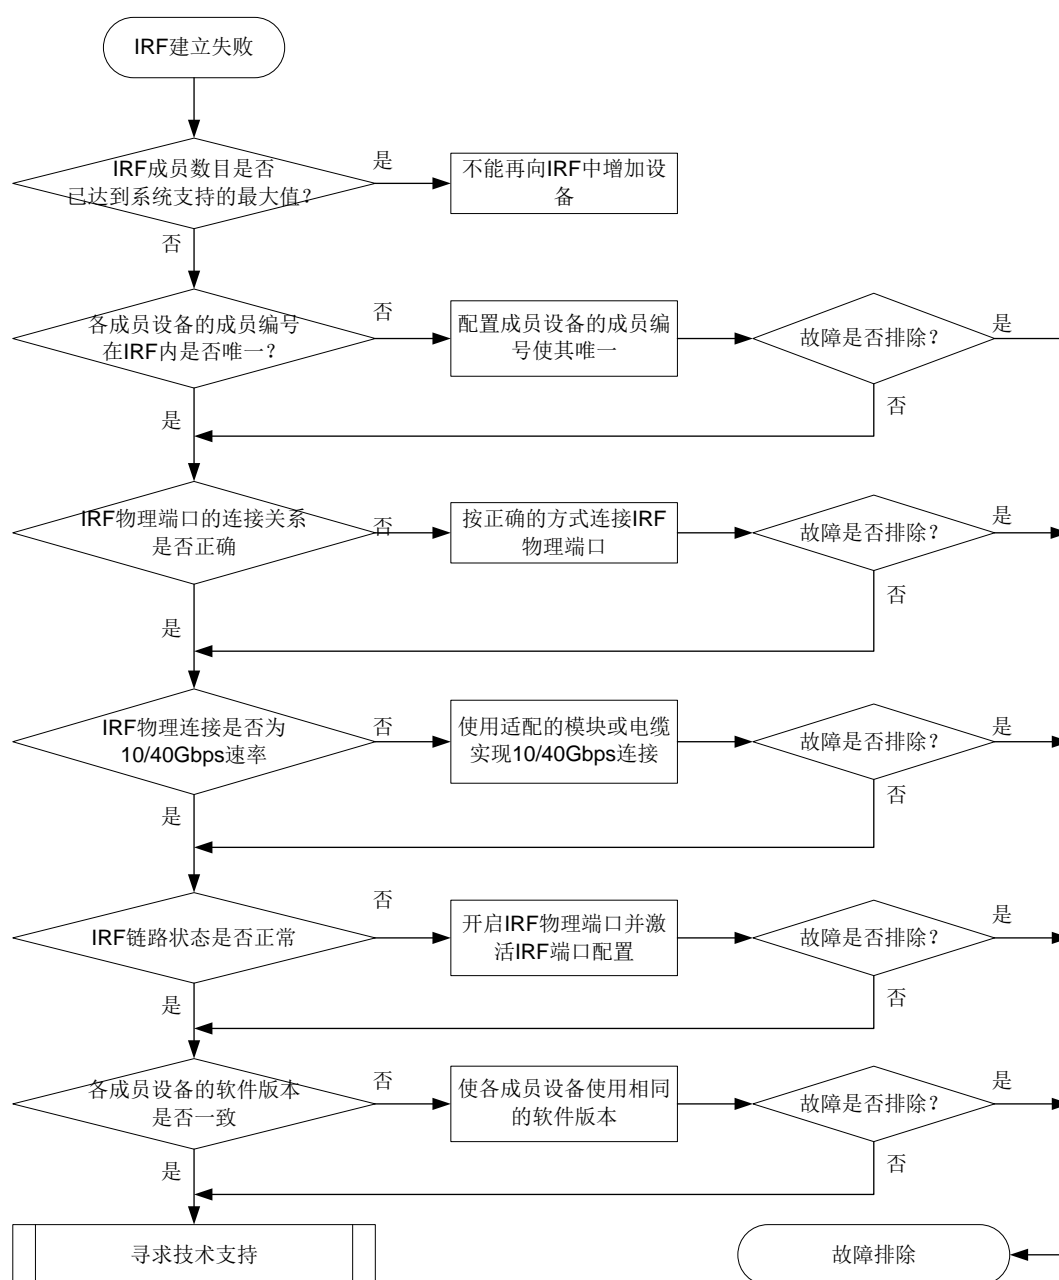 IRF建立失败
IRF成员数目是否
已达到系统支持的最大值？
是
不能再向IRF中增加设
备
否
各成员设备的成员编号
在IRF内是否唯一？
否
配置成员设备的成员编
号使其唯一
故障是否排除？
是
是
否
IRF物理端口的连接关系
是否正确
否
按正确的方式连接IRF
物理端口
故障是否排除？
是
是
否
IRF物理连接是否为
10/40Gbps速率
否
使用适配的模块或电缆
实现10/40Gbps连接
故障是否排除？
是
是
否
IRF链路状态是否正常
否
开启IRF物理端口并激
活IRF端口配置
故障是否排除？
是
是
否
各成员设备的软件版本
是否一致
否
使各成员设备使用相同
的软件版本
故障是否排除？
是
是
否
寻求技术支持
故障排除